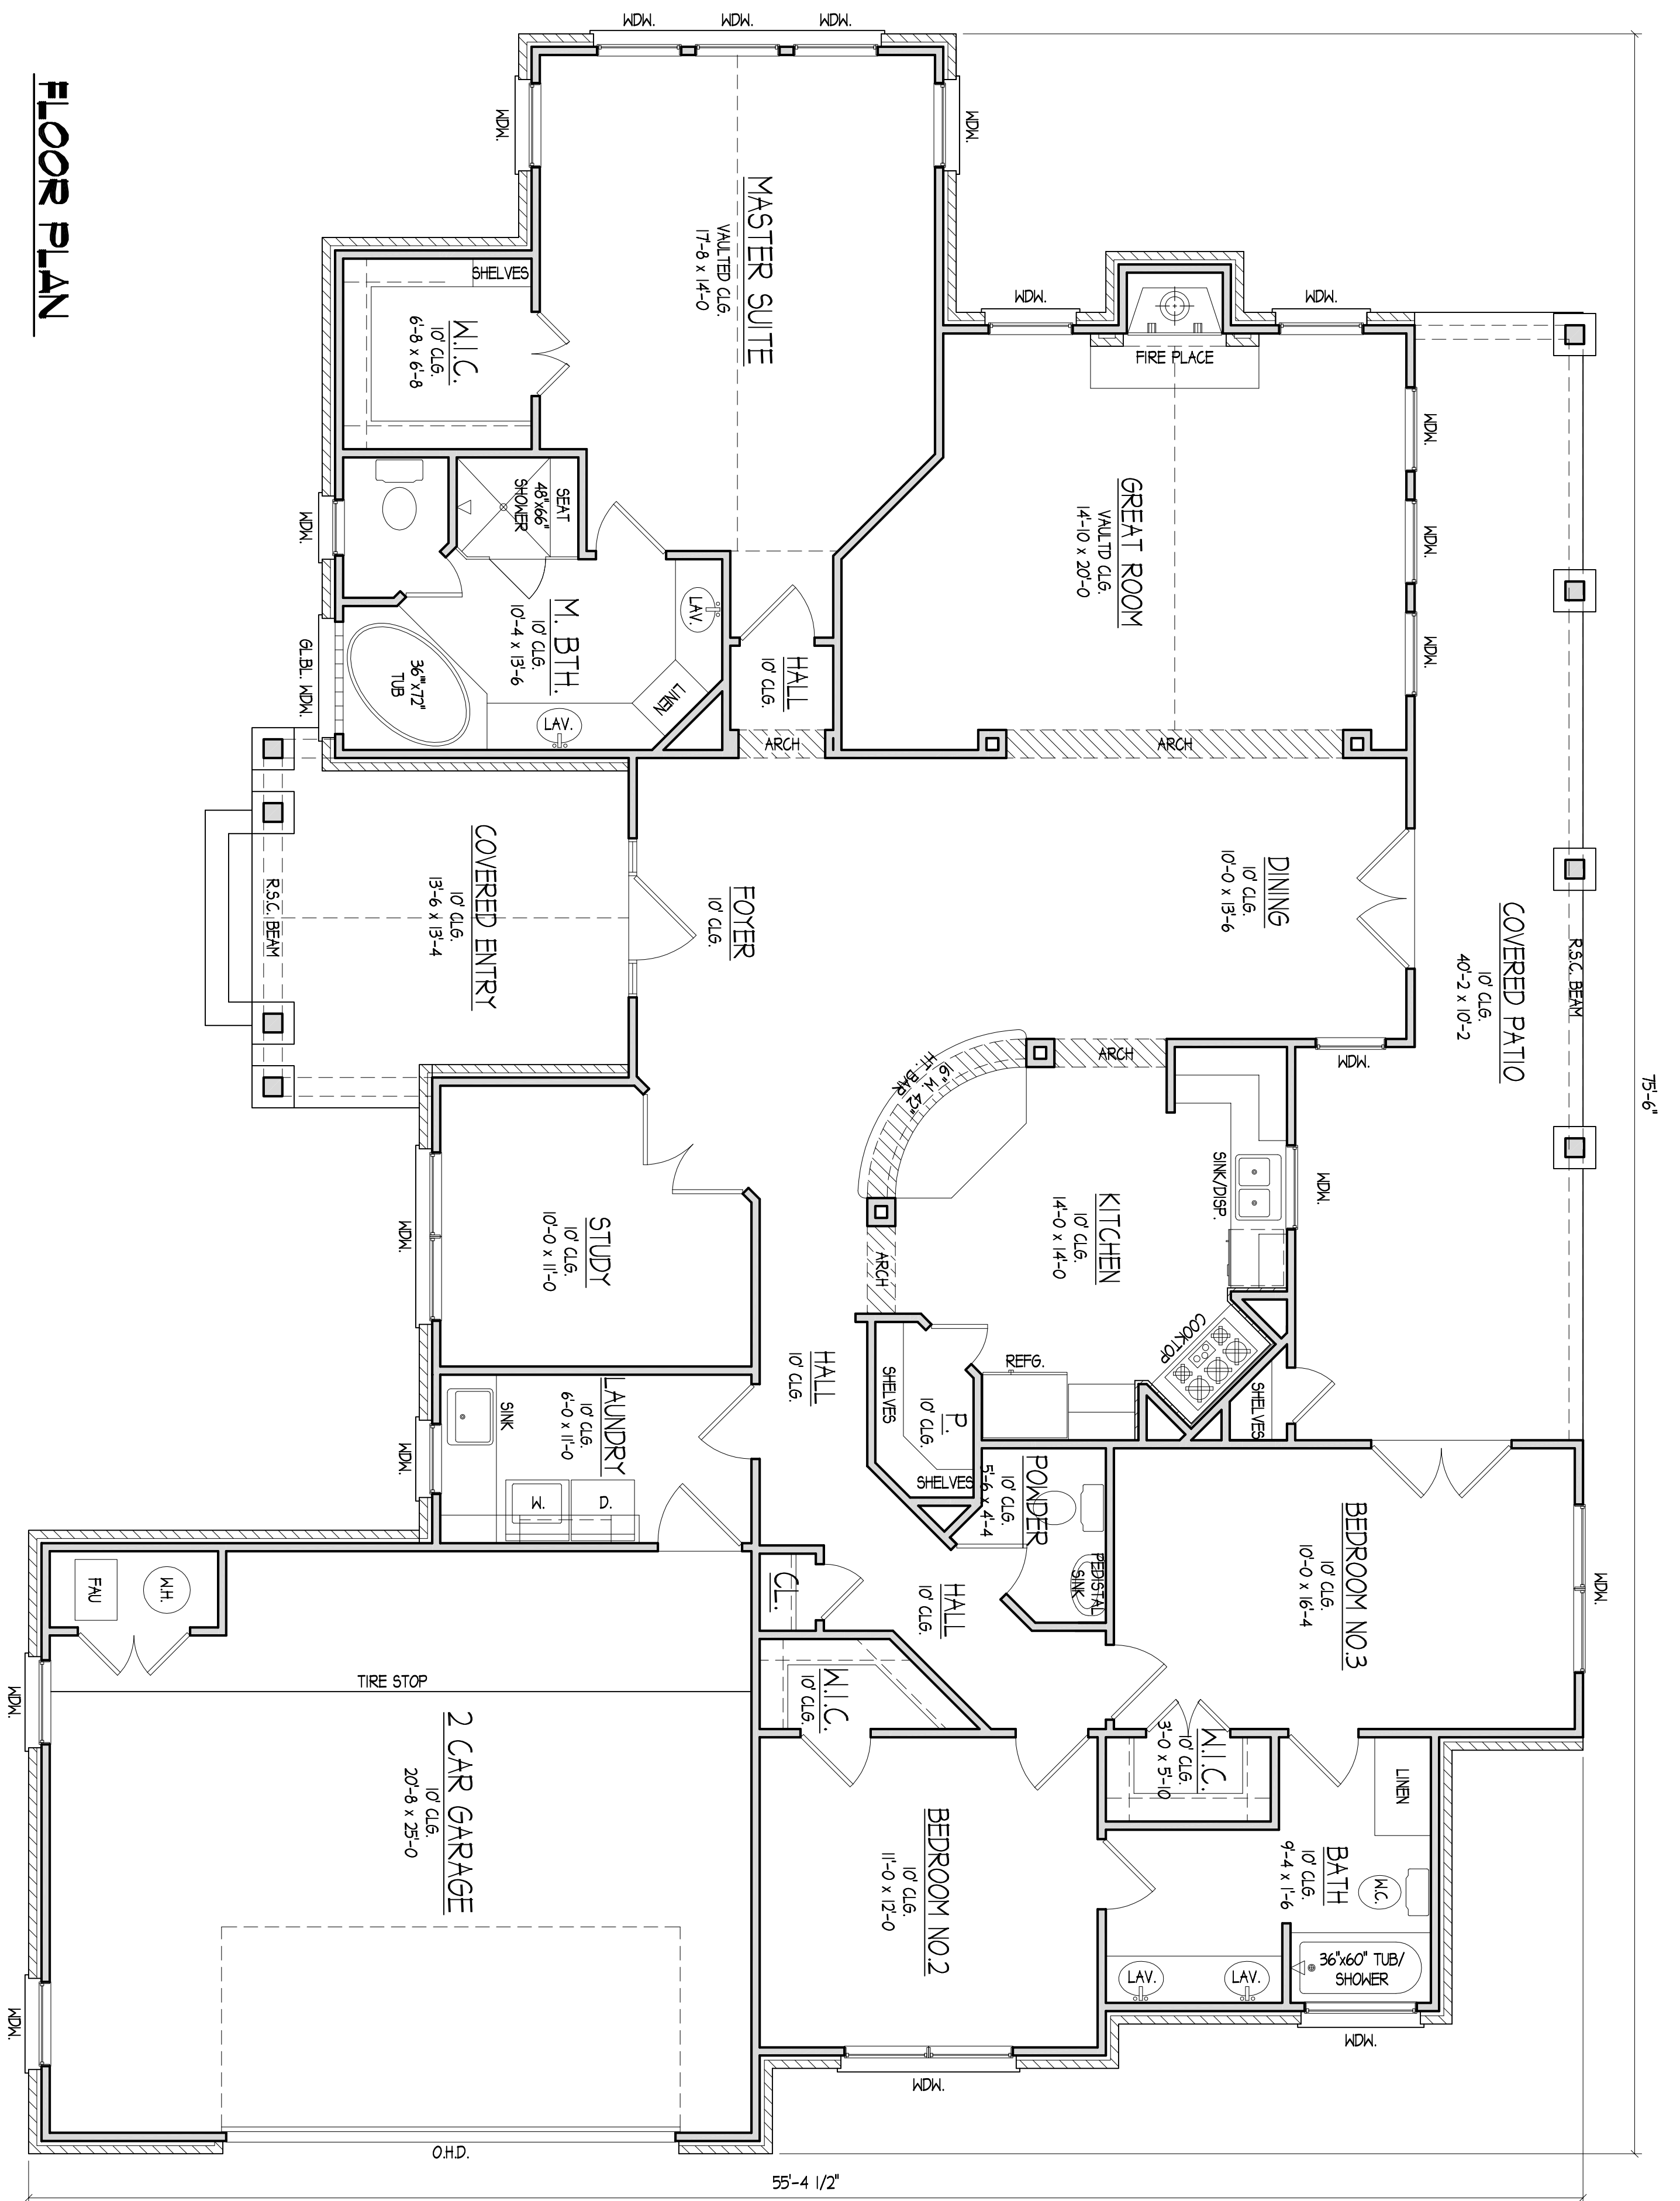 WDW.
WDW.
WDW.
WDW.
WDW.
MASTER SUITE
VAULTED CLG.
17'-8 x 14'-0
SHELVES
W.I.C.
10' CLG.
6'-8 x 6'-8
WDW.
WDW.
FIRE PLACE
GREAT ROOM
VAULTD CLG.
14'-10 x 20'-0
WDW.
WDW.
WDW.
SEAT
48"x66"
SHOWER
WDW.
M. BTH.
10' CLG.
10'-4 x 13'-6
LAV.
LINEN
LAV.
36"x72"
TUB
GL.BL. WDW.
HALL
10' CLG.
ARCH
ARCH
COVERED ENTRY
10' CLG.
13'-6 x 13'-4
R.S.C. BEAM
FOYER
10' CLG.
DINING
10' CLG.
10'-0 x 13'-6
COVERED PATIO
10' CLG.
40'-2 x 10'-2
R.S.C. BEAM
75'-6"
WDW.
ARCH
16" W. 42"
HT. BAR
KITCHEN
10' CLG.
14'-0 x 14'-0
SINK/DISP.
WDW.
ARCH
COOKTOP
REFG.
SHELVES
P.
10' CLG.
SHELVES
SHELVES
STUDY
10' CLG.
10'-0 x 11'-0
WDW.
HALL
10' CLG.
LAUNDRY
10' CLG.
6'-0 x 11'-0
SINK
W.
D.
WDW.
POWDER
10' CLG.
5'-6 x 4'-4
PEDISTAL
SINK
BEDROOM NO.3
10' CLG.
10'-0 x 16'-4
WDW.
HALL
10' CLG.
CL.
W.I.C.
10' CLG.
W.I.C.
10' CLG.
3'-0 x 5'-10
LINEN
BATH
10' CLG.
9'-4 x 1'-6
W.C.
36"x60" TUB/
SHOWER
LAV.
LAV.
WDW.
BEDROOM NO.2
10' CLG.
11'-0 x 12'-0
WDW.
FAU
W.H.
TIRE STOP
2 CAR GARAGE
10' CLG.
20'-8 x 25'-0
WDW.
WDW.
O.H.D.
55'-4 1/2"
FLOOR PLAN